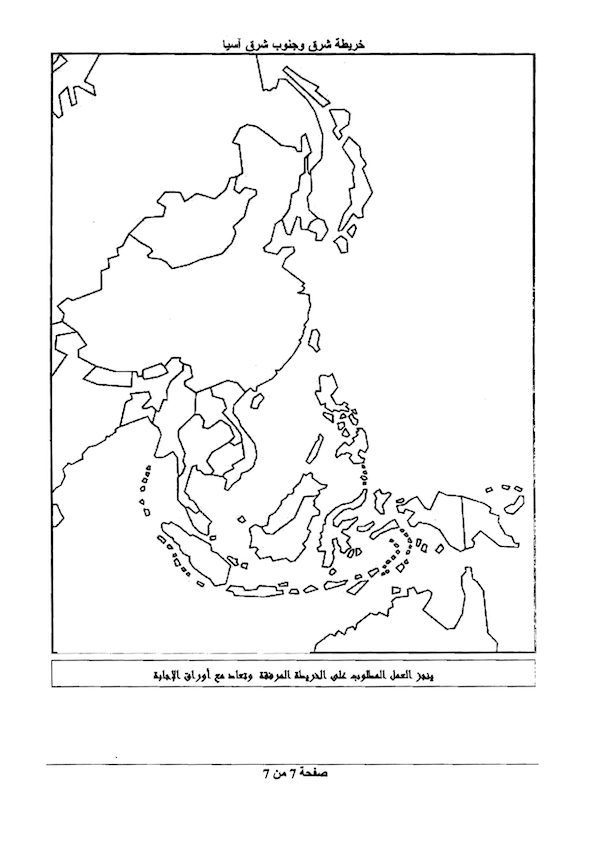 خريطة شرق وجنوب شرق آسيا
ينجز العمل المطلوب على الخريطة المرفقة وتعاد مع أوراق الإجابة
صفحة 7 من 7